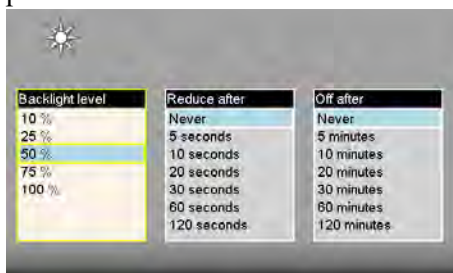 Backlight level
10 %
25 %
50 %
75 %
100 %
Reduce after
Never
5 seconds
10 seconds
20 seconds
30 seconds
60 seconds
120 seconds
Off after
Never
5 minutes
10 minutes
20 minutes
30 minutes
60 minutes
120 minutes